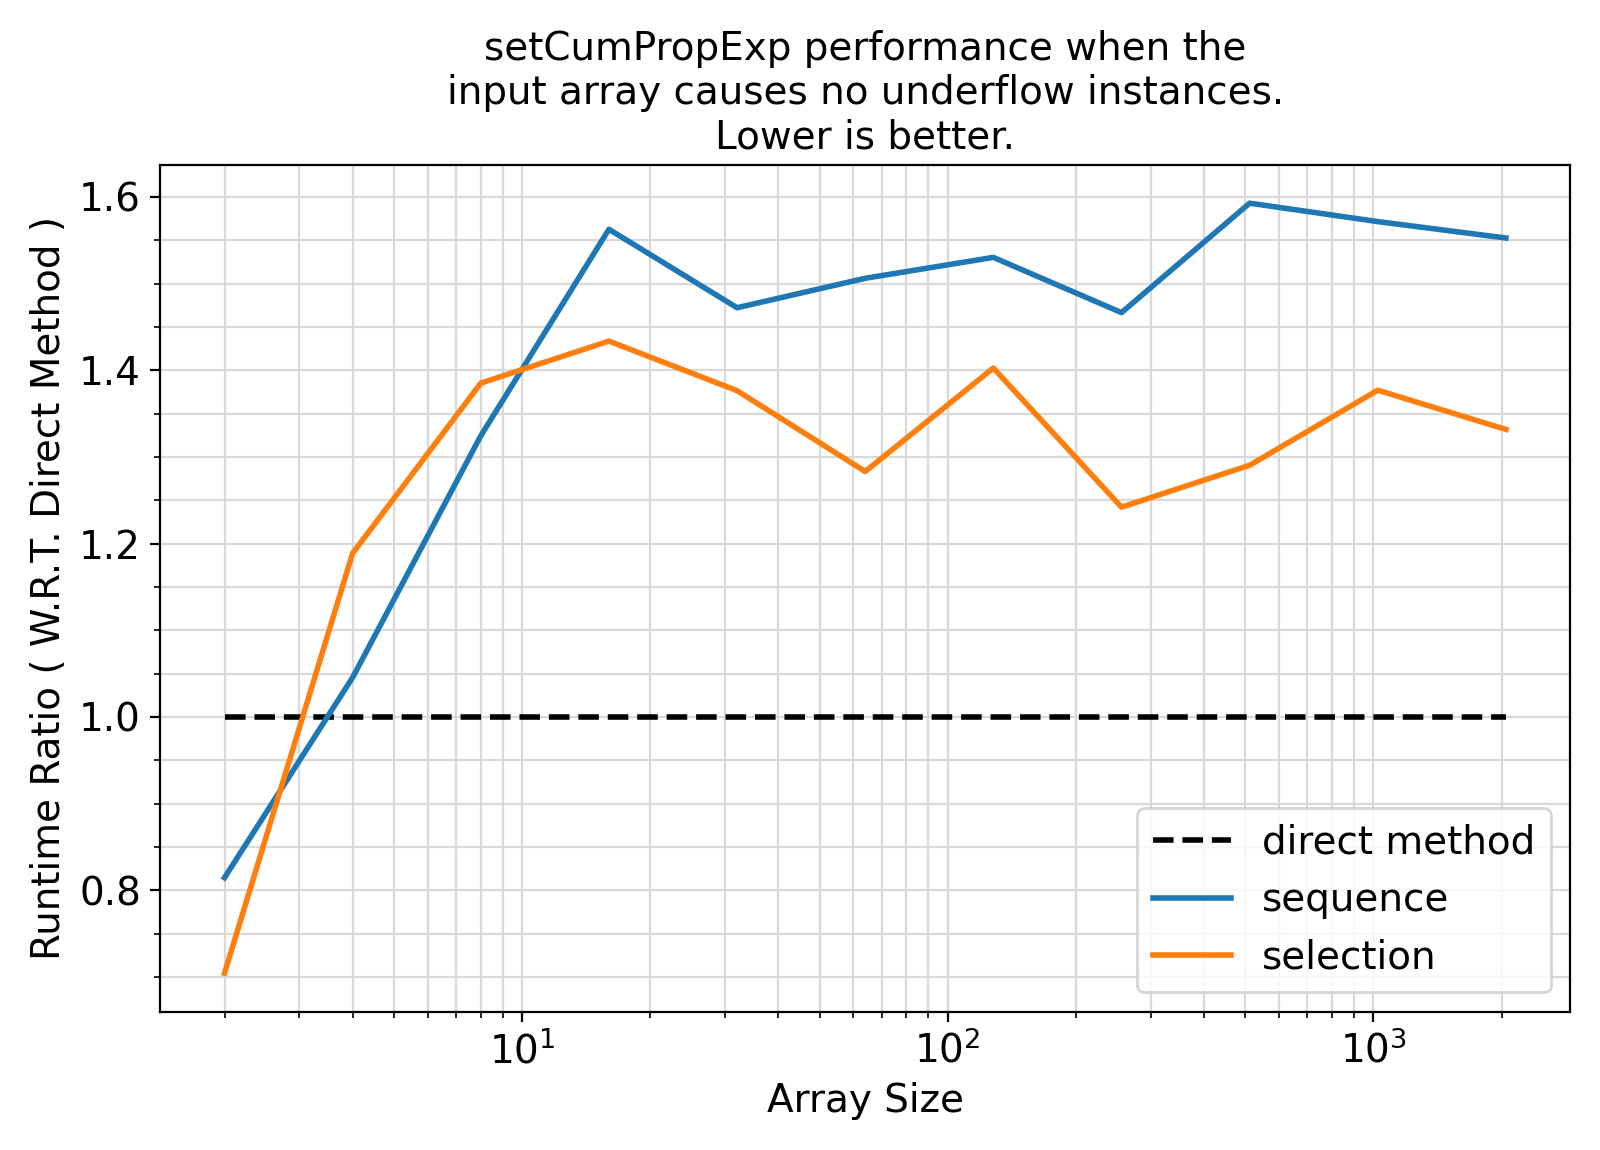 setCumPropExp performance when the
input array causes no underflow instances.
Lower is better.
Runtime Ratio ( W.R.T. Direct Method )
1.6
1.4
1.2
1.0
0.8
direct method
sequence
selection
10¹
10²
10³
Array Size